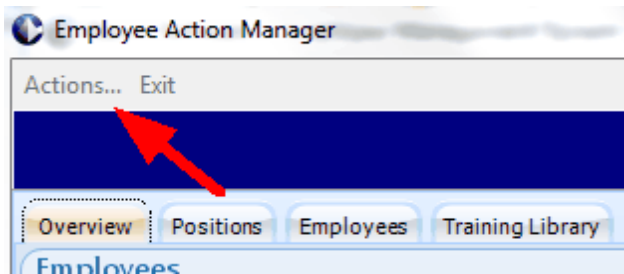 Employee Action Manager
Actions... Exit
Overview Positions Employees Training Library
Employees